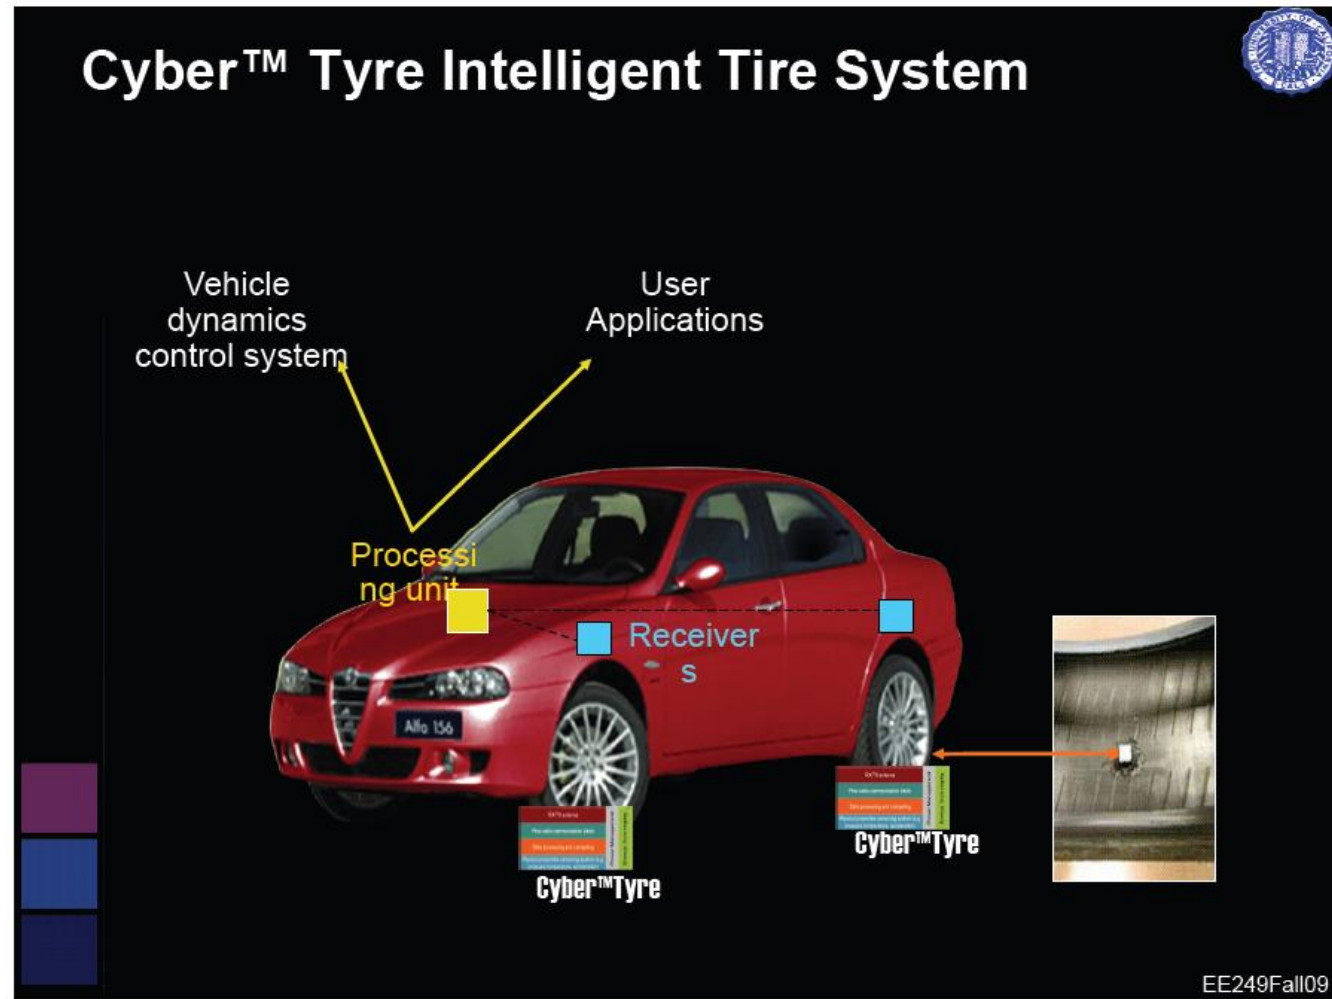 Cyber™ Tyre Intelligent Tire System
Vehicle
dynamics
control system
User
Applications
Processi
ng unit
Receiver
s
Alfa 156
Cyber™Tyre
Cyber™Tyre
EE249Fall09